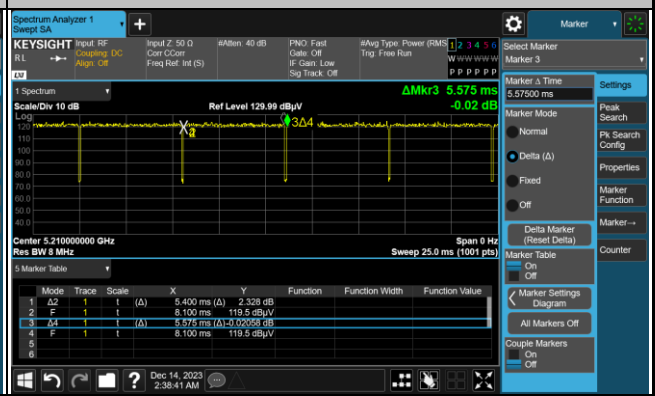 Spectrum Analyzer 1
Swept SA
Marker
KEYSIGHT
RL
LXI
Input: RF
Coupling: DC
Align: Off
Input Z: 50 Ω
Corr CCorr
Freq Ref: Int (S)
#Atten: 40 dB
PNO: Fast
Gate: Off
IF Gain: Low
Sig Track: Off
#Avg Type: Power (RMS)
Trig: Free Run
1 2 3 4 5 6
W W W W W W
P P P P P P
1 Spectrum
Scale/Div 10 dB
Log
Ref Level 129.99 dBµV
ΔMkr3 5.575 ms
-0.02 dB
3Δ4
120
110
100
90.0
80.0
70.0
60.0
50.0
40.0
Center 5.210000000 GHz
Res BW 8 MHz
Span 0 Hz
Sweep 25.0 ms (1001 pts)
5 Marker Table
Mode Trace Scale X Y Function Function Width Function Value
1 Δ2 1 t (Δ) 5.400 ms (Δ) 2.328 dB
2 F 1 t 8.100 ms 119.5 dBµV
3 Δ4 1 t (Δ) 5.575 ms (Δ) -0.02058 dB
4 F 1 t 8.100 ms 119.5 dBµV
5
6
Dec 14, 2023
2:38:41 AM
Select Marker
Marker 3
Marker Δ Time
5.57500 ms
Marker Mode
Normal
Delta (Δ)
Fixed
Off
Delta Marker
(Reset Delta)
Marker Table
On
Off
Marker Settings
Diagram
All Markers Off
Couple Markers
On
Off
Settings
Peak
Search
Pk Search
Config
Properties
Marker
Function
Marker→
Counter